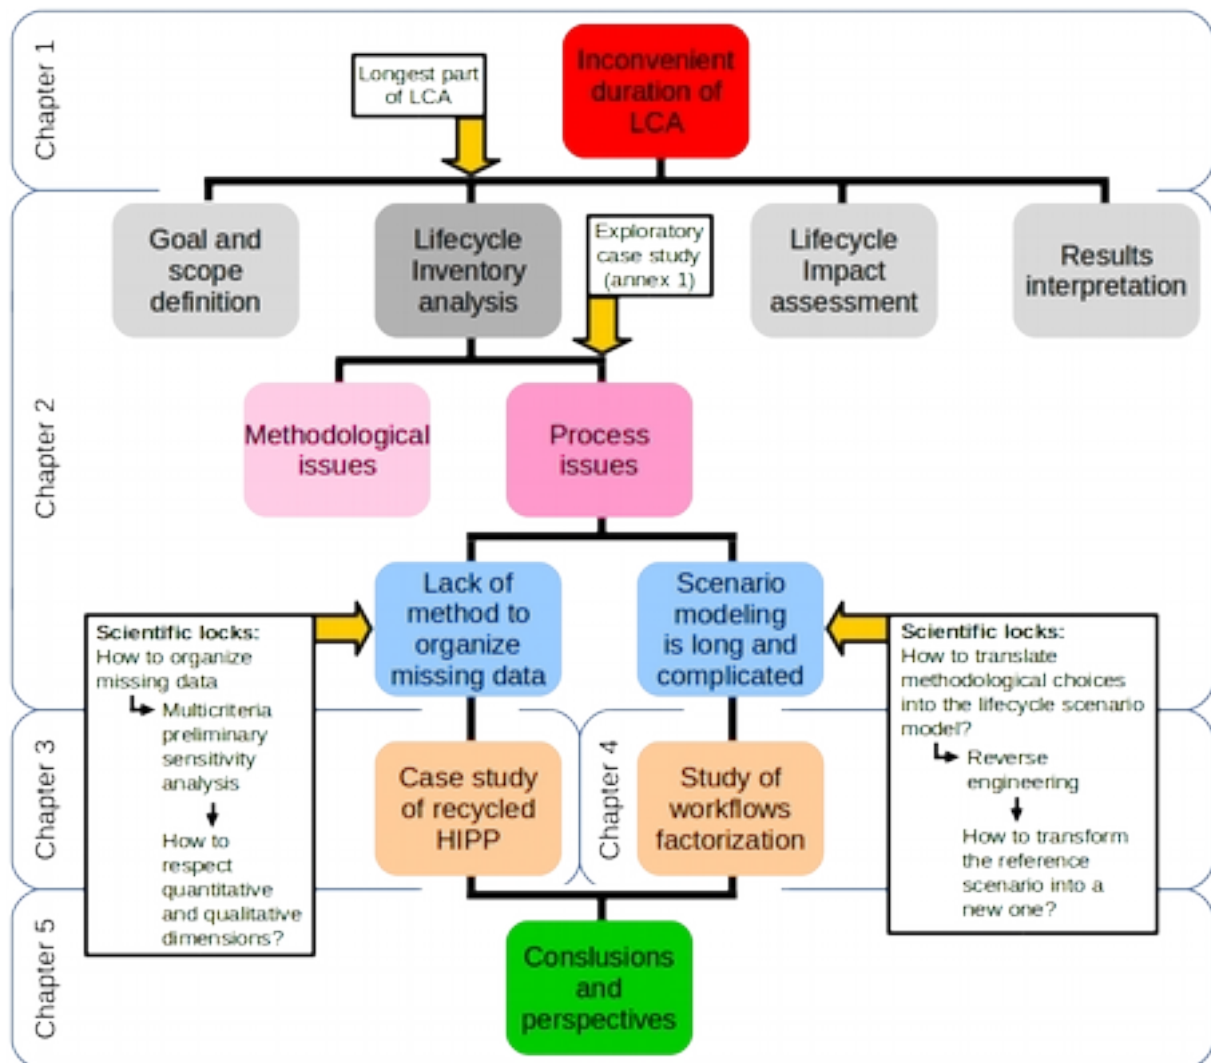 Chapter 1
Longest part
of LCA
Inconvenient
duration of
LCA
Chapter 2
Goal and
scope
definition
Lifecycle
Inventory
analysis
Exploratory
case study
(annex 1)
Lifecycle
Impact
assessment
Results
interpretation
Methodological
issues
Process
issues
Lack of
method to
organize
missing data
Scenario
modeling
is long and
complicated
Scientific locks:
How to organize
missing data
Multicriteria
preliminary
sensitivity
analysis
How to
respect
quantitative
and qualitative
dimensions?
Scientific locks:
How to translate
methodological choices
into the lifecycle scenario
model?
Reverse
engineering
How to transform
the reference
scenario into a
new one?
Chapter 3
Case study
of recycled
HIPP
Chapter 4
Study of
workflows
factorization
Chapter 5
Conslusions
and
perspectives